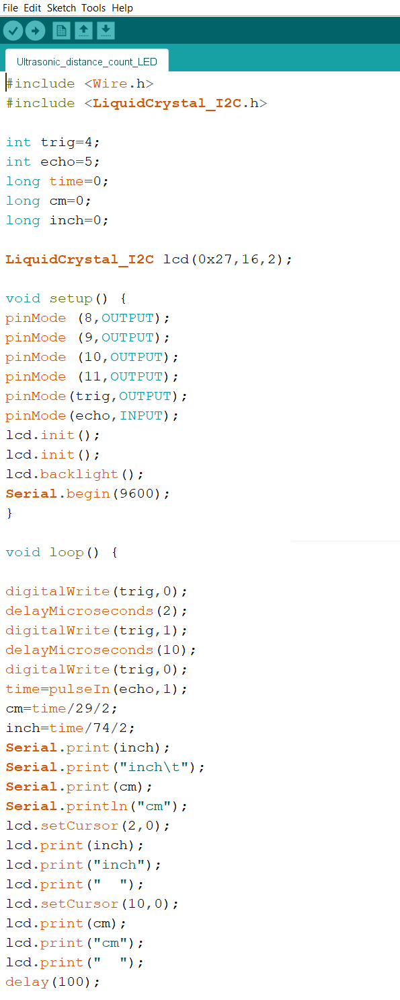 File Edit Sketch Tools Help
Ultrasonic_distance_count_LED
#include <Wire.h>
#include <LiquidCrystal_I2C.h>
int trig=4;
int echo=5;
long time=0;
long cm=0;
long inch=0;
LiquidCrystal_I2C lcd(0x27,16,2);
void setup() {
pinMode (8,OUTPUT);
pinMode (9,OUTPUT);
pinMode (10,OUTPUT);
pinMode (11,OUTPUT);
pinMode(trig,OUTPUT);
pinMode(echo,INPUT);
lcd.init();
lcd.init();
lcd.backlight();
Serial.begin(9600);
}
void loop() {
digitalWrite(trig,0);
delayMicroseconds(2);
digitalWrite(trig,1);
delayMicroseconds(10);
digitalWrite(trig,0);
time=pulseIn(echo,1);
cm=time/29/2;
inch=time/74/2;
Serial.print(inch);
Serial.print("inch\t");
Serial.print(cm);
Serial.println("cm");
lcd.setCursor(2,0);
lcd.print(inch);
lcd.print("inch");
lcd.print("  ");
lcd.setCursor(10,0);
lcd.print(cm);
lcd.print("cm");
lcd.print("  ");
delay(100);